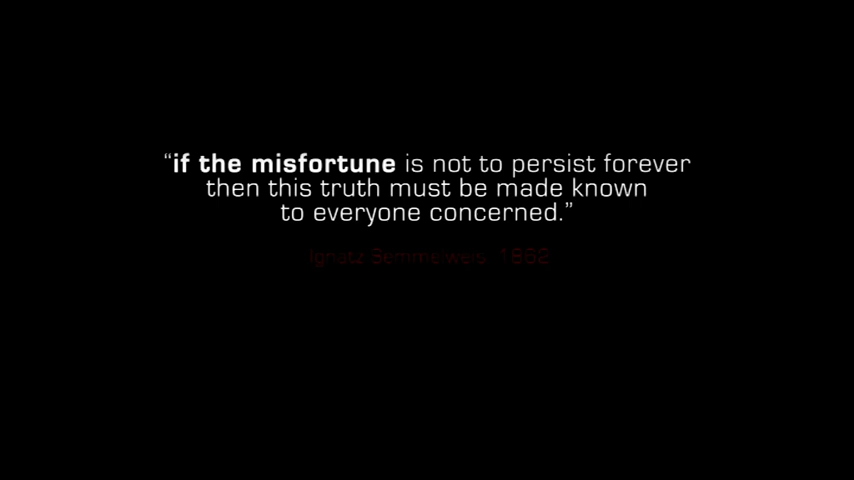 “if the misfortune is not to persist forever
then this truth must be made known
to everyone concerned.”
Ignatz Semmelweis, 1862